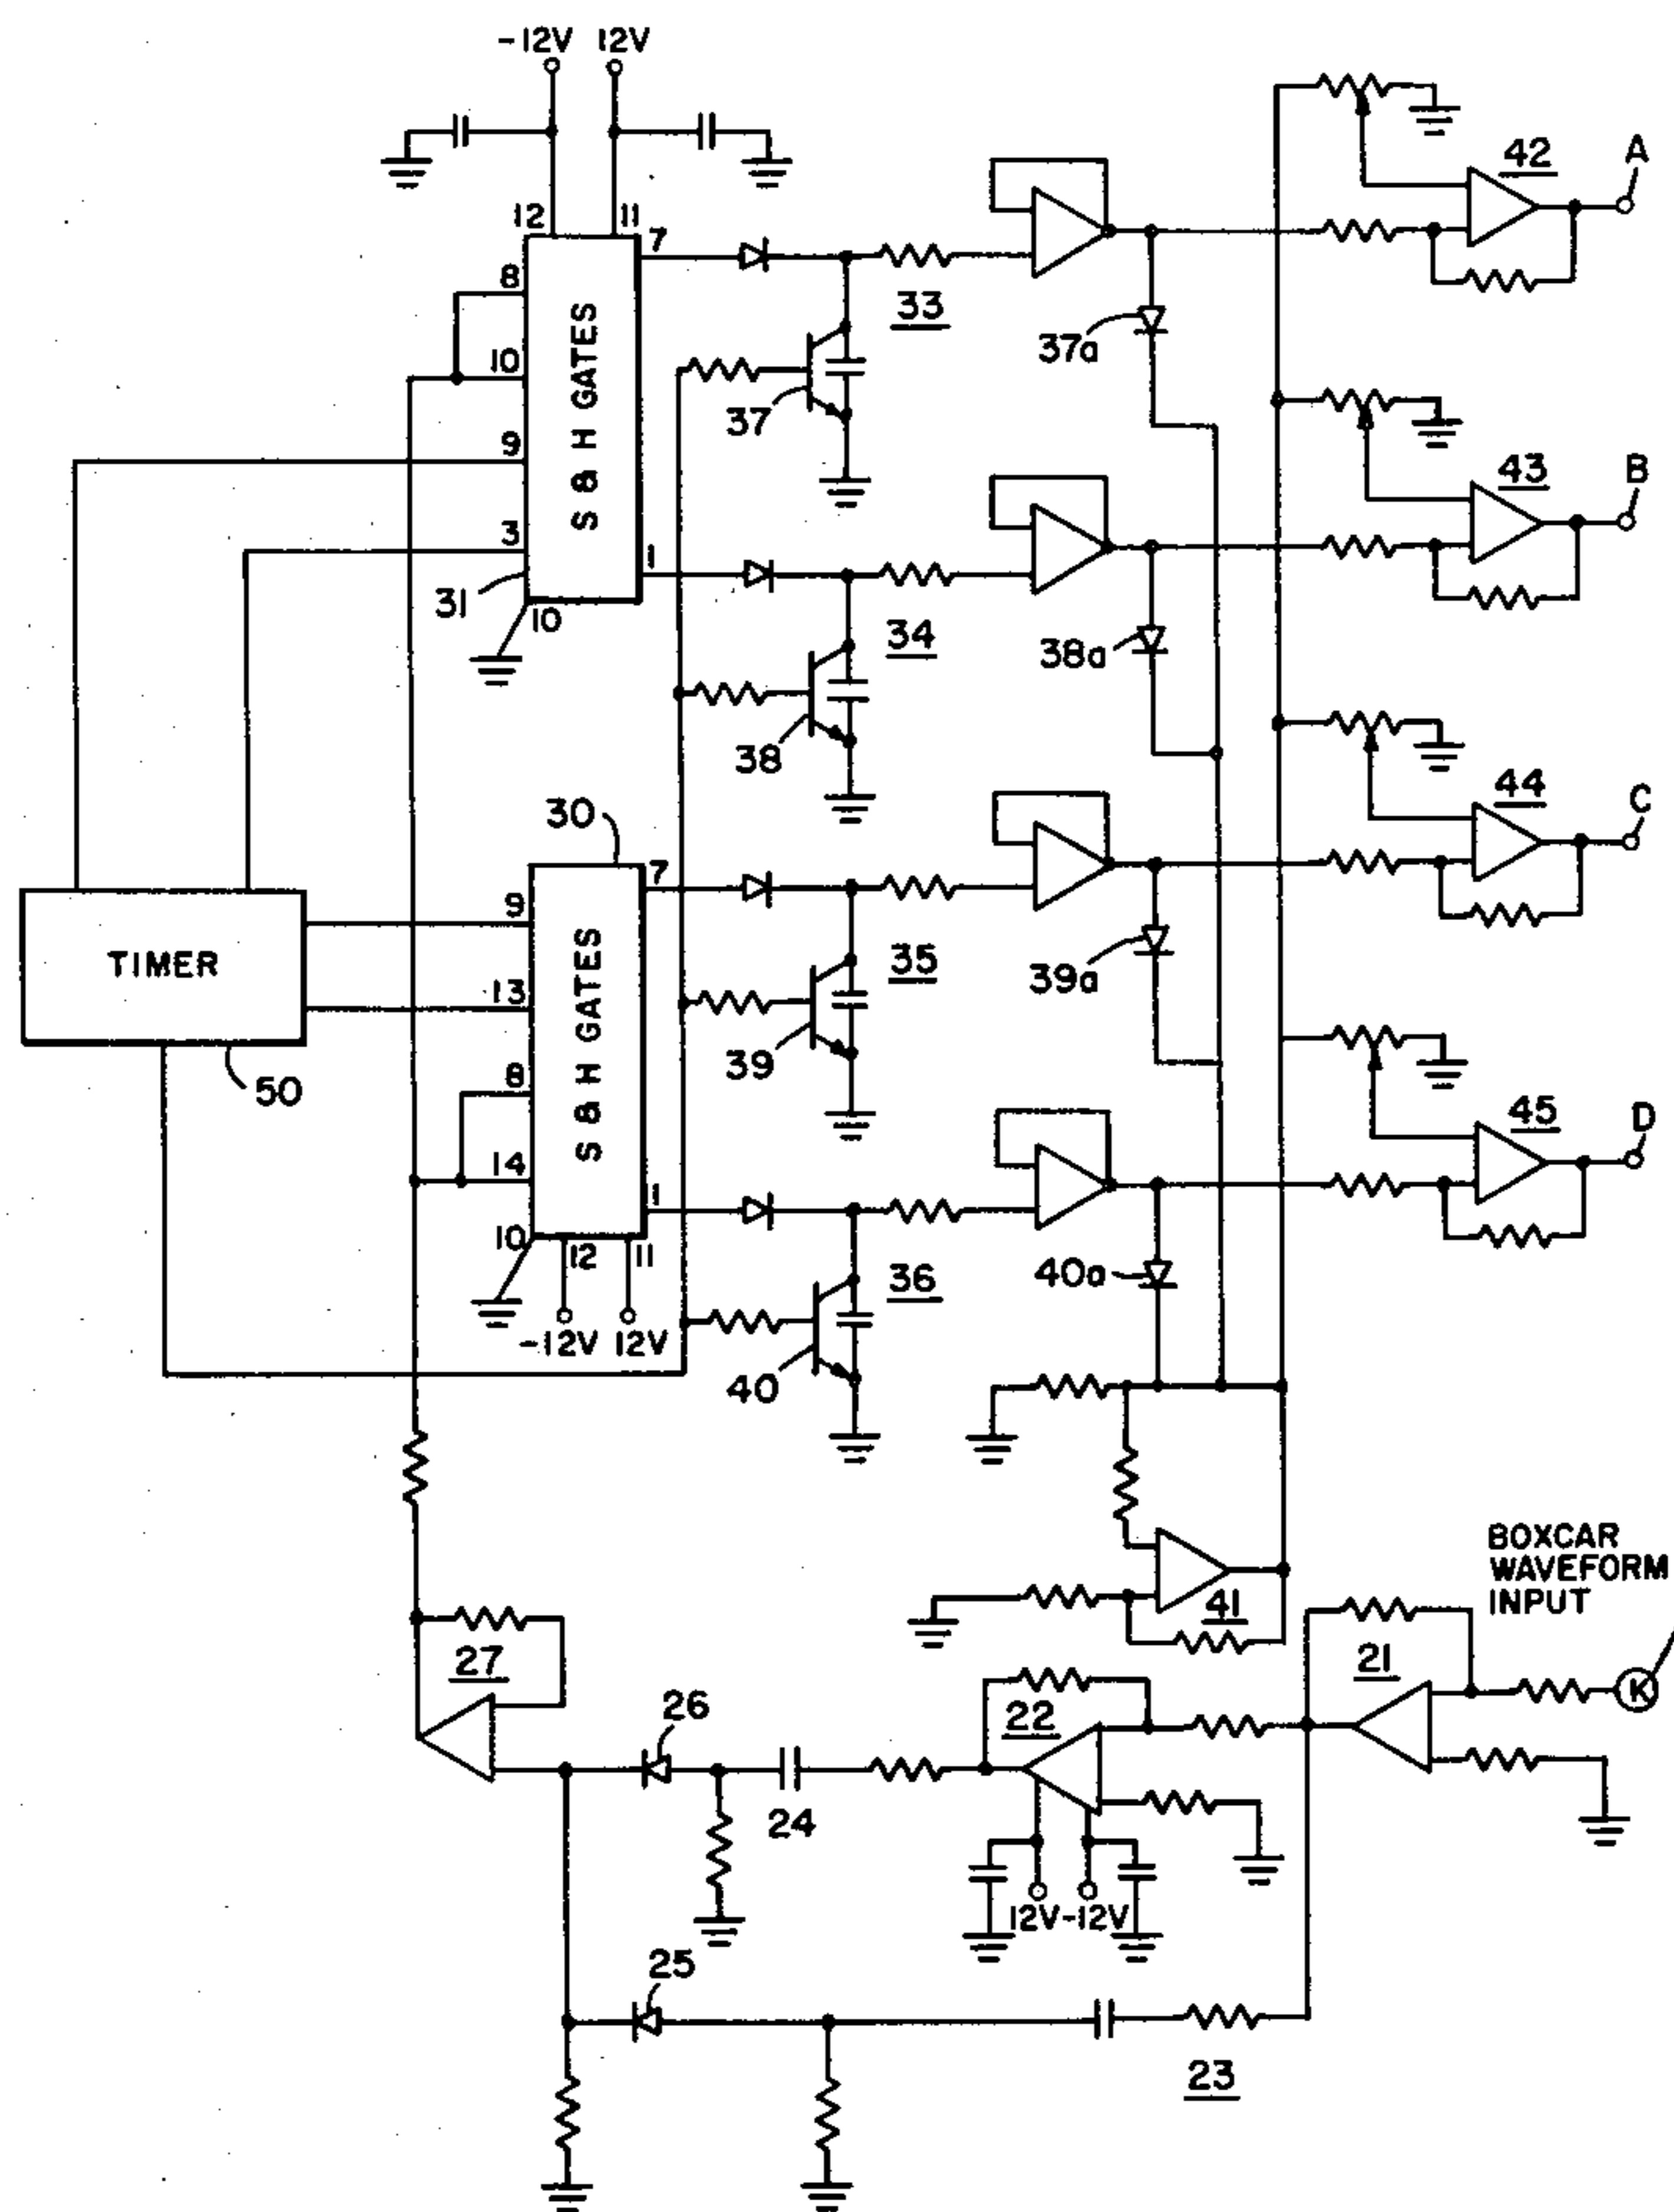 -12V 12V
12 11
7
8
10
9
3
1
10
S & H GATES
31
33
37
37a
42
A
34
38
38a
43
B
30
7
9
13
8
14
1
10
12 11
-12V 12V
S & H GATES
TIMER
50
35
39
39a
44
C
36
40
40a
45
D
41
BOXCAR
WAVEFORM
INPUT
K
21
22
12V -12V
27
26
24
25
23